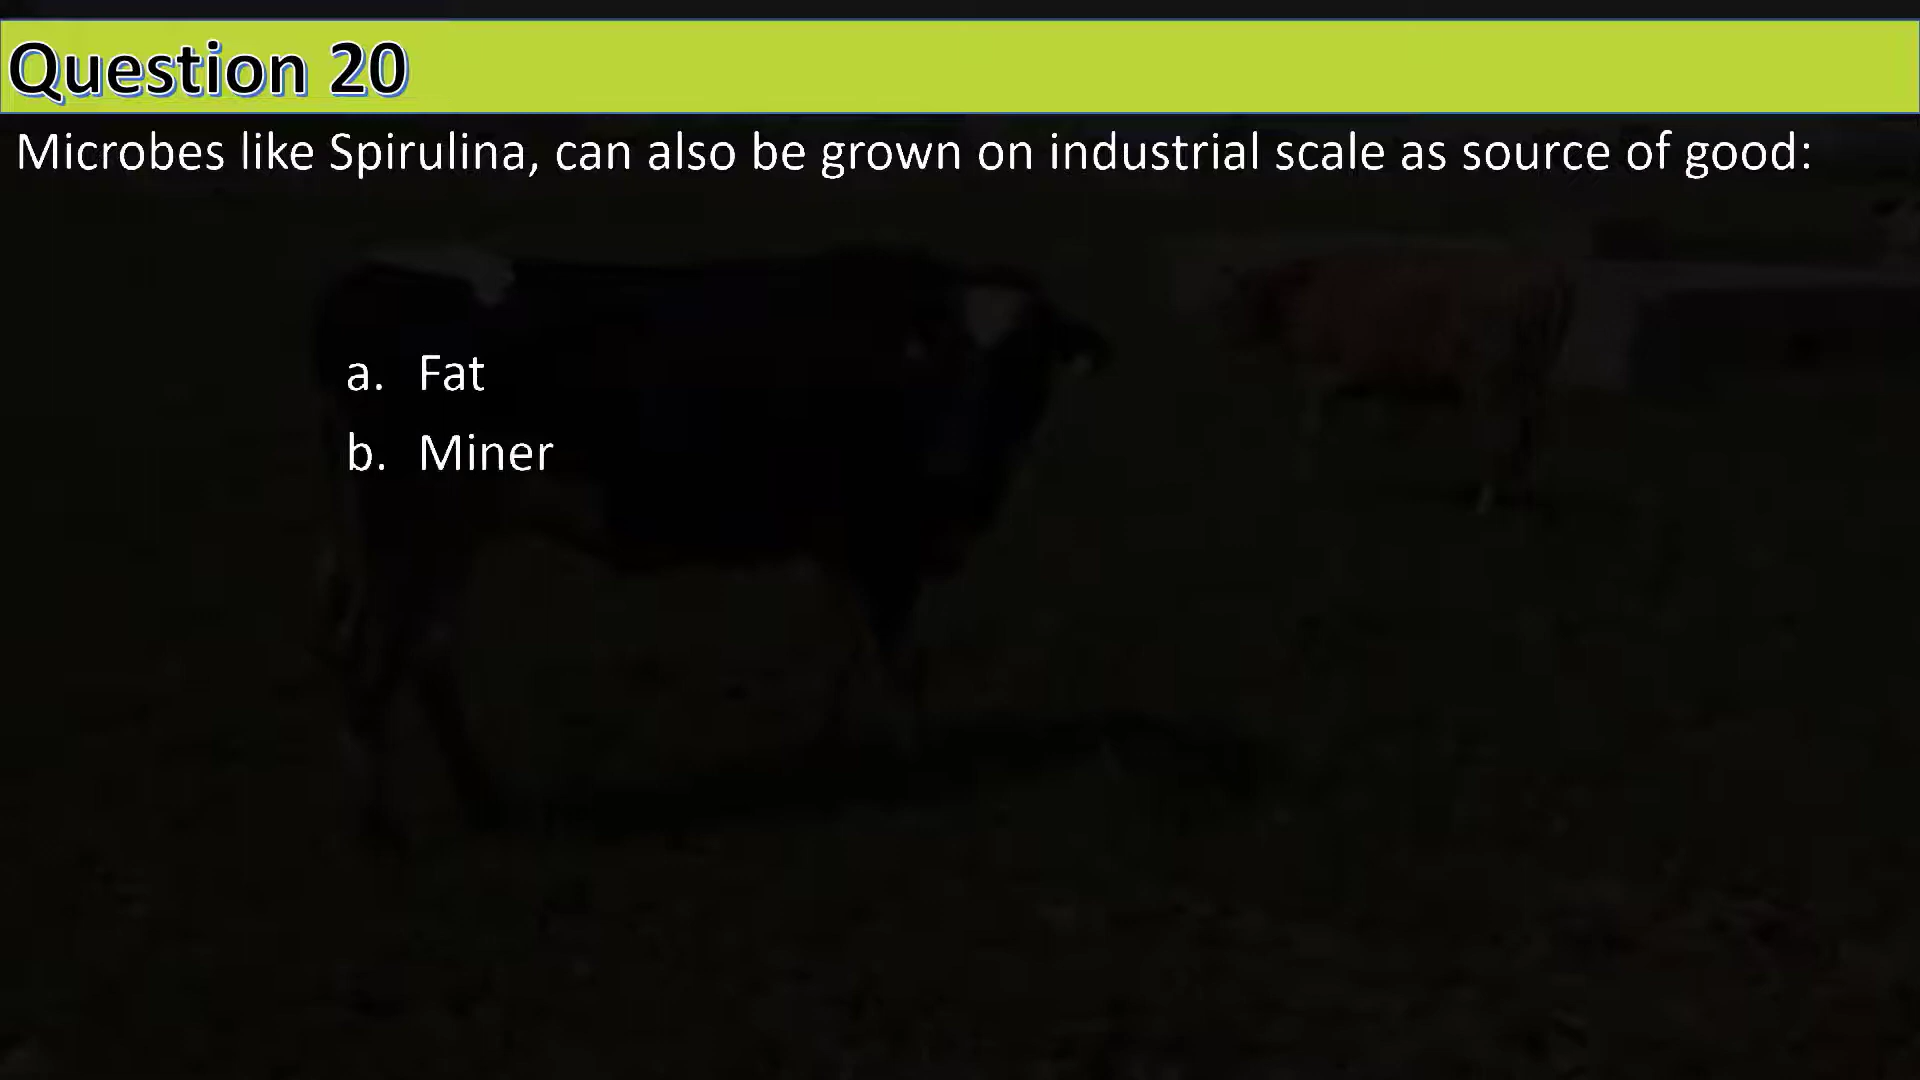 Question 20
Microbes like Spirulina, can also be grown on industrial scale as source of good:
a. Fat
b. Miner